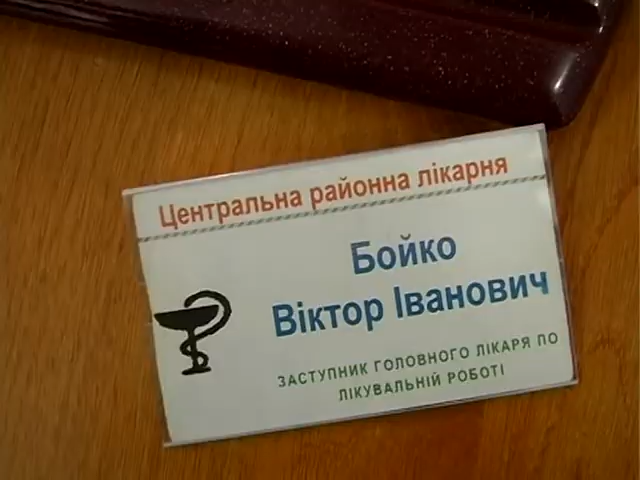 Центральна районна лікарня
Бойко
Віктор Іванович
ЗАСТУПНИК ГОЛОВНОГО ЛІКАРЯ ПО
ЛІКУВАЛЬНІЙ РОБОТІ